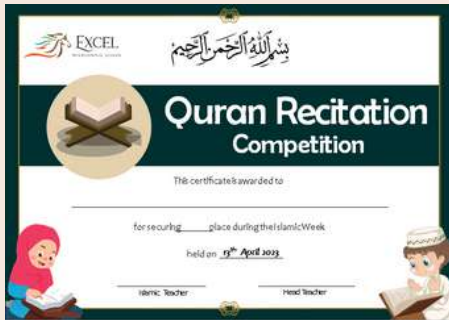 EXCEL
بِسْمِ اللَّهِ الرَّحْمَنِ الرَّحِيمِ
Quran Recitation
Competition
This certificate is awarded to
for securing ______ place during the Islamic Week
held on 13th April 2023
Islamic Teacher
Head Teacher